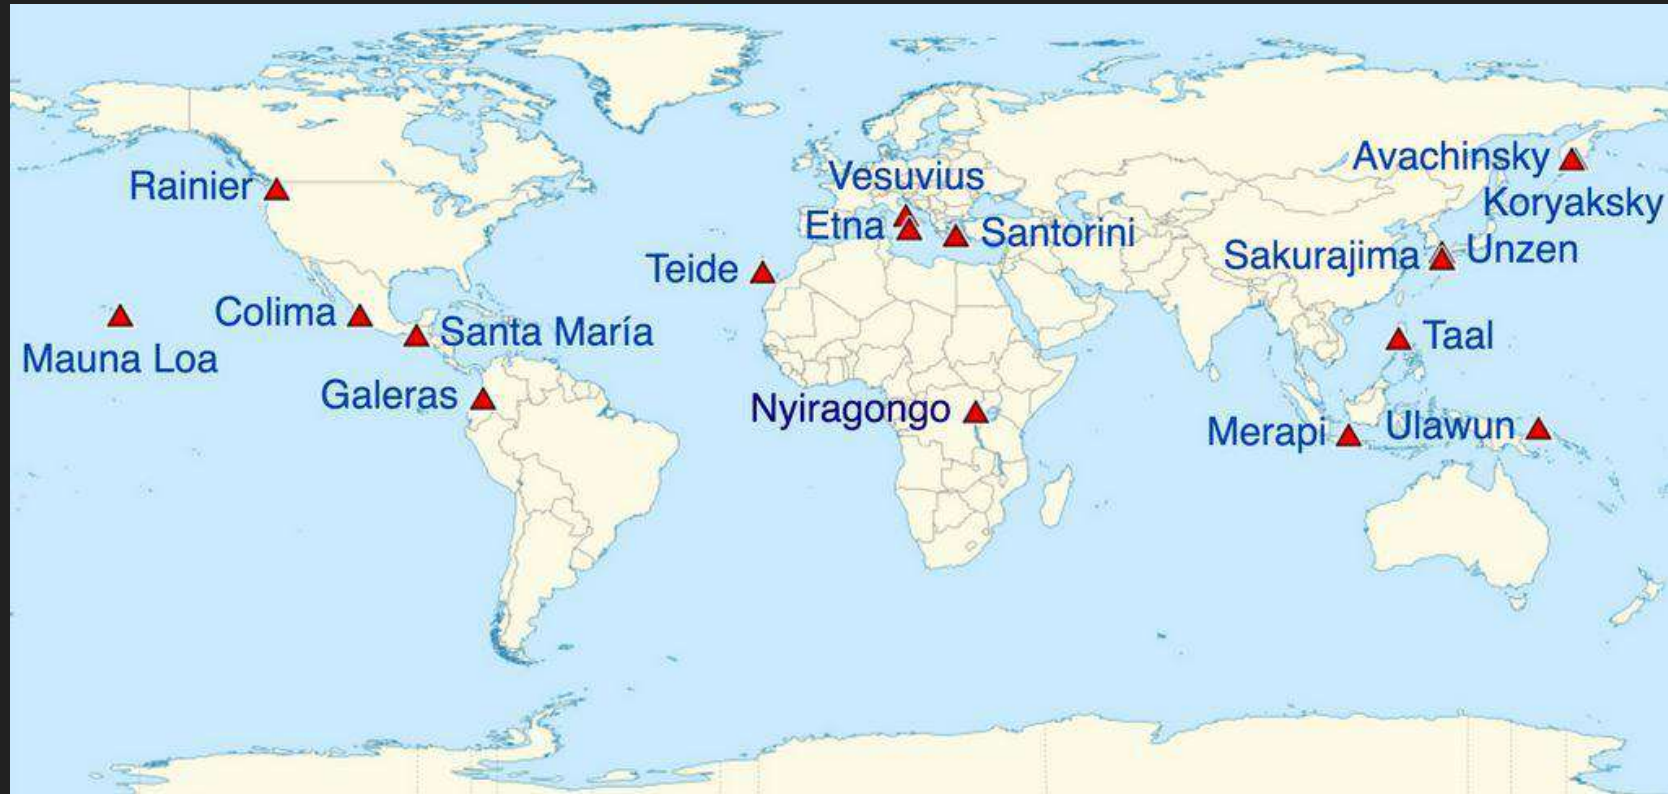 Avachinsky
Vesuvius
Rainier
Koryaksky
Etna
Santorini
Sakurajima
Unzen
Teide
Colima
Santa María
Taal
Mauna Loa
Galeras
Nyiragongo
Merapi
Ulawun